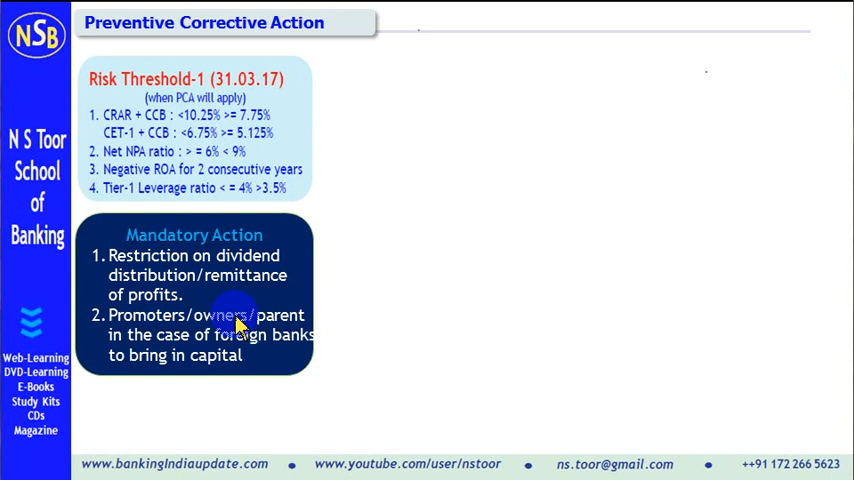 NSB
Preventive Corrective Action
Risk Threshold-1 (31.03.17)
(when PCA will apply)
1. CRAR + CCB : <10.25% >= 7.75%
CET-1 + CCB : <6.75% >= 5.125%
2. Net NPA ratio : > = 6% < 9%
3. Negative ROA for 2 consecutive years
4. Tier-1 Leverage ratio < = 4% >3.5%
N S Toor
School
of
Banking
Mandatory Action
1. Restriction on dividend
distribution/remittance
of profits.
2. Promoters/owners/parent
in the case of foreign banks
to bring in capital
Web-Learning
DVD-Learning
E-Books
Study Kits
CDs
Magazine
www.bankingIndiaupdate.com ● www.youtube.com/user/nstoor ● ns.toor@gmail.com ● ++91 172 266 5623